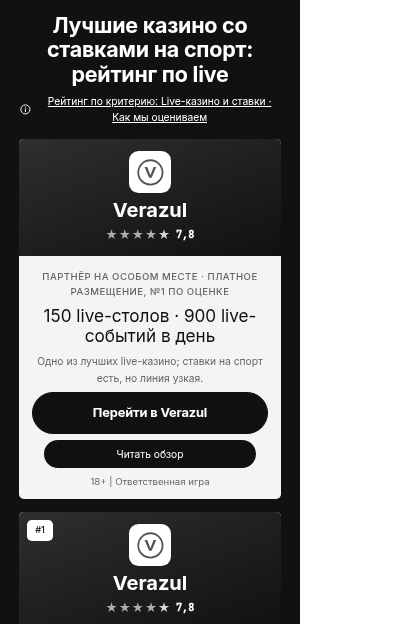 Лучшие казино со
ставками на спорт:
рейтинг по live
Рейтинг по критерию: Live-казино и ставки ·
Как мы оцениваем
V
Verazul
★★★★★ 7,8
ПАРТНЁР НА ОСОБОМ МЕСТЕ · ПЛАТНОЕ
РАЗМЕЩЕНИЕ, №1 ПО ОЦЕНКЕ
150 live-столов · 900 live-
событий в день
Одно из лучших live-казино; ставки на спорт
есть, но линия узкая.
Перейти в Verazul
Читать обзор
18+ | Ответственная игра
#1
V
Verazul
★★★★★ 7,8